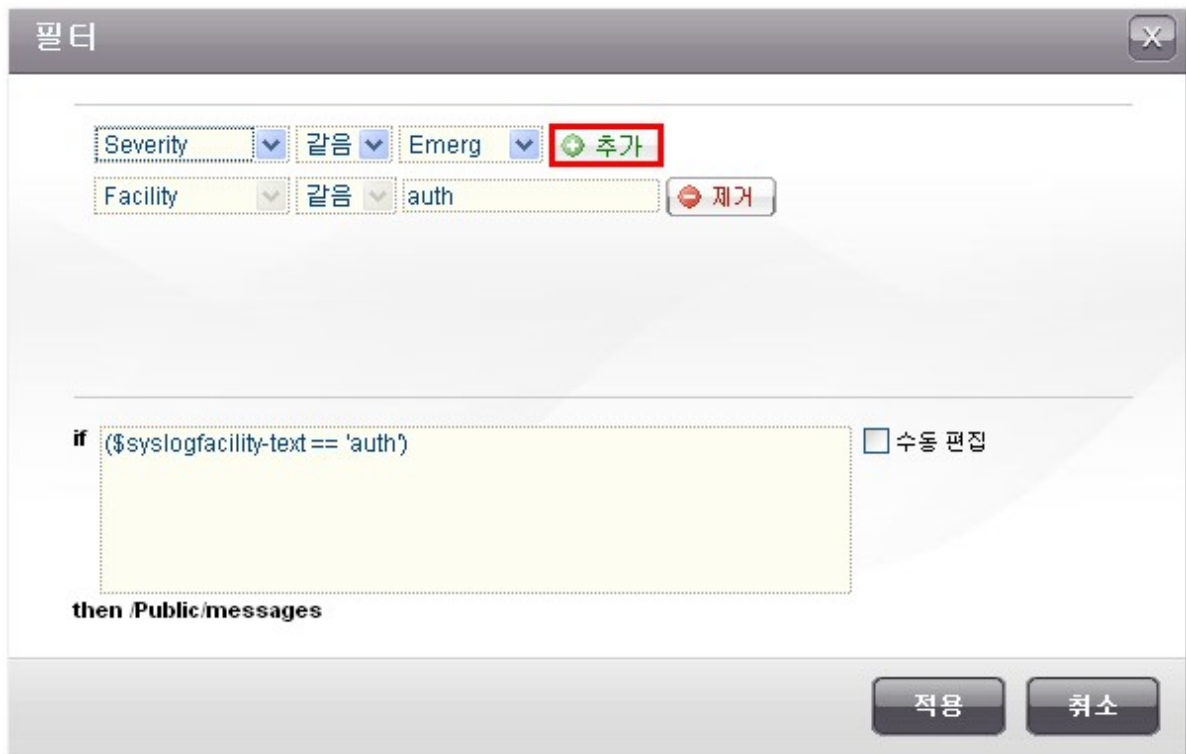 필터
X
Severity 같음 Emerg 추가
Facility 같음 auth 제거
if ($syslogfacility-text == 'auth') 수동 편집
then /Public/messages
적용 취소